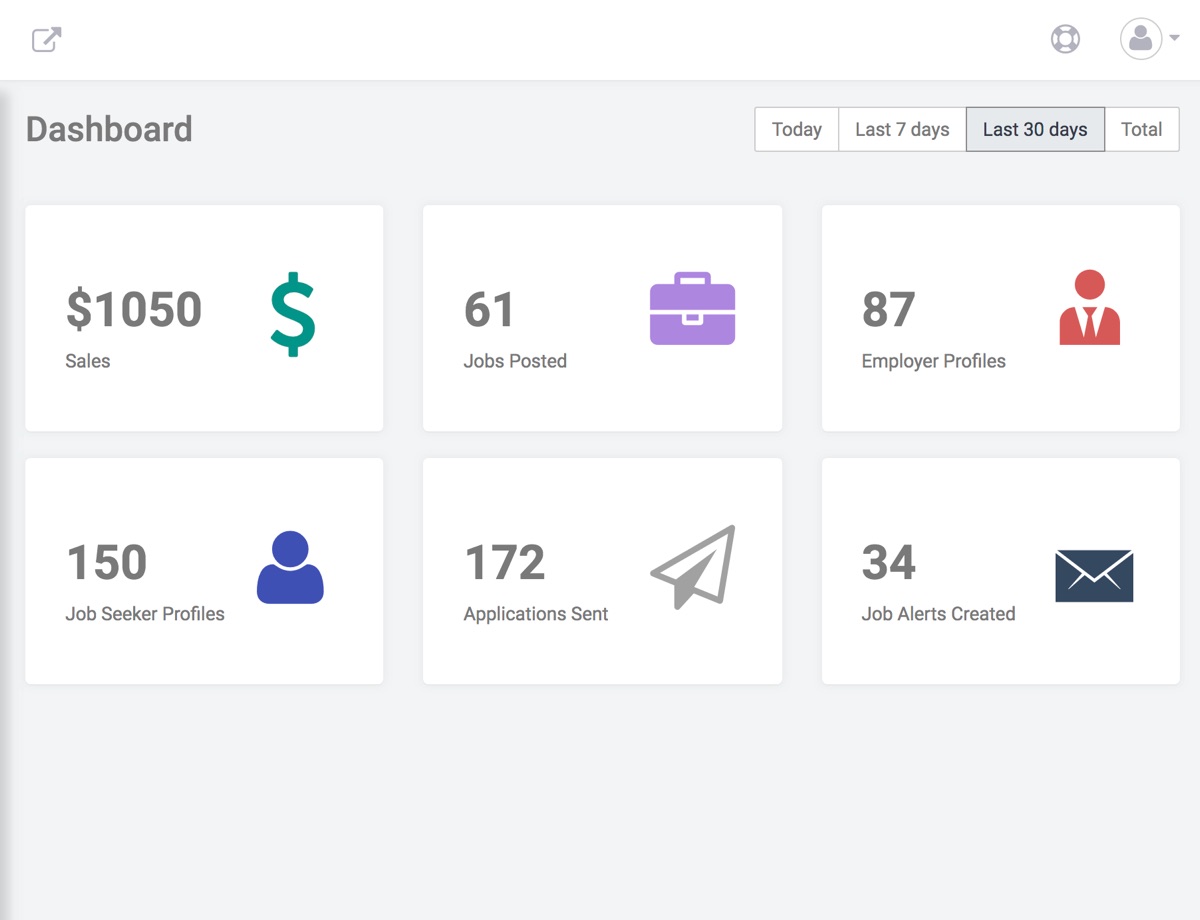 Dashboard
Today
Last 7 days
Last 30 days
Total
$1050
Sales
61
Jobs Posted
87
Employer Profiles
150
Job Seeker Profiles
172
Applications Sent
34
Job Alerts Created